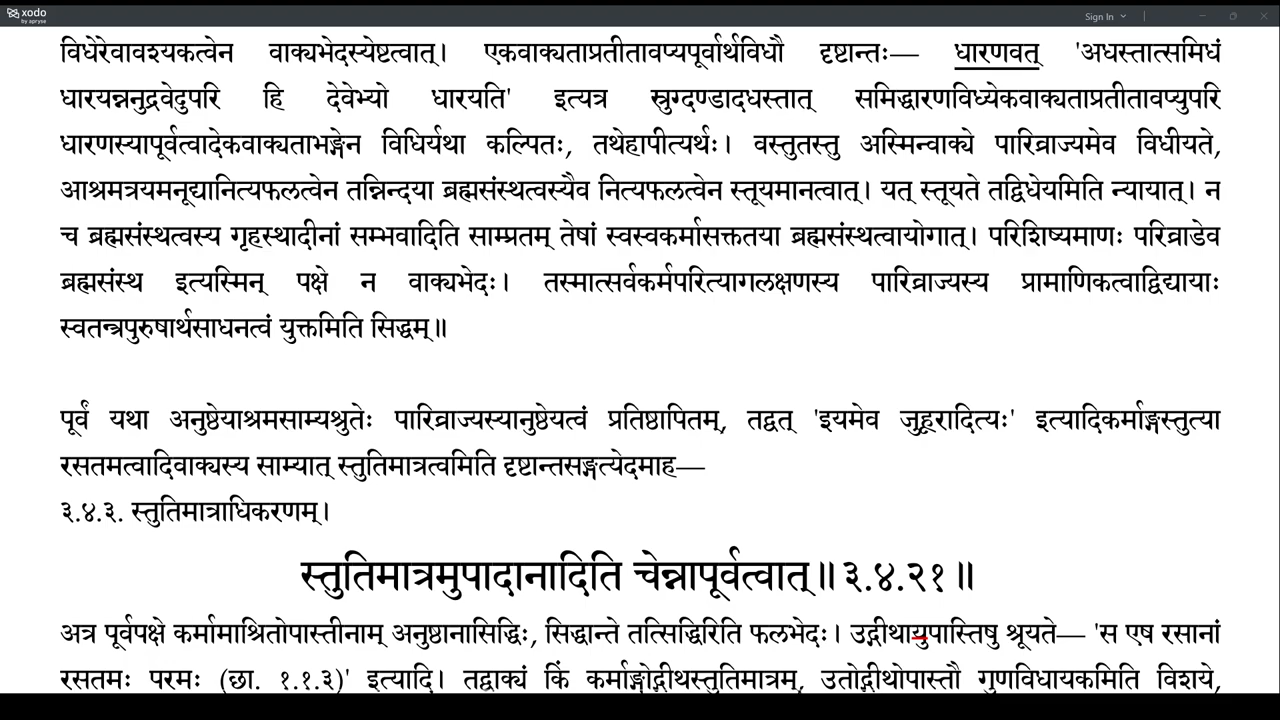 xodo
by apryse
Sign In
विधेरेवावश्यकत्वेन वाक्यभेदस्येष्टत्वात्। एकवाक्यताप्रतीतावप्यपूर्वार्थविधौ दृष्टान्तः— धारणवत् 'अधस्तात्समिधं
धारयन्ननुद्रवेदुपरि हि देवेभ्यो धारयति' इत्यत्र स्रुग्दण्डादधस्तात् समिद्धारणविध्येकवाक्यताप्रतीतावप्युपरि
धारणस्यापूर्वत्वादेकवाक्यताभङ्गेन विधिर्यथा कल्पितः, तथेहापीत्यर्थः। वस्तुतस्तु अस्मिन्वाक्ये पारिव्राज्यमेव विधीयते,
आश्रमत्रयमनूद्यानित्यफलत्वेन तन्निन्दया ब्रह्मसंस्थत्वस्यैव नित्यफलत्वेन स्तूयमानत्वात्। यत् स्तूयते तद्विधेयमिति न्यायात्। न
च ब्रह्मसंस्थत्वस्य गृहस्थादीनां सम्भवादिति साम्प्रतम् तेषां स्वस्वकर्मासक्ततया ब्रह्मसंस्थत्वायोगात्। परिशिष्यमाणः परिव्राडेव
ब्रह्मसंस्थ इत्यस्मिन् पक्षे न वाक्यभेदः। तस्मात्सर्वकर्मपरित्यागलक्षणस्य पारिव्राज्यस्य प्रामाणिकत्वाद्विद्यायाः
स्वतन्त्रपुरुषार्थसाधनत्वं युक्तमिति सिद्धम्॥
पूर्वं यथा अनुष्ठेयाश्रमसाम्यश्रुतेः पारिव्राज्यस्यानुष्ठेयत्वं प्रतिष्ठापितम्, तद्वत् 'इयमेव जुहूरादित्यः' इत्यादिकर्माङ्गस्तुत्या
रसतमत्वादिवाक्यस्य साम्यात् स्तुतिमात्रत्वमिति दृष्टान्तसङ्गत्येदमाह—
३.४.३. स्तुतिमात्राधिकरणम्।
स्तुतिमात्रमुपादानादिति चेन्नापूर्वत्वात्॥३.४.२१॥
अत्र पूर्वपक्षे कर्मामाश्रितोपास्तीनाम् अनुष्ठानासिद्धिः, सिद्धान्ते तत्सिद्धिरिति फलभेदः। उद्गीथायुपास्तिषु श्रूयते— 'स एष रसानां
रसतमः परमः (छा. १.१.३)' इत्यादि। तद्वाक्यं किं कर्माङ्गोद्गीथस्तुतिमात्रम्, उतोद्गीथोपास्तौ गुणविधायकमिति विशये,